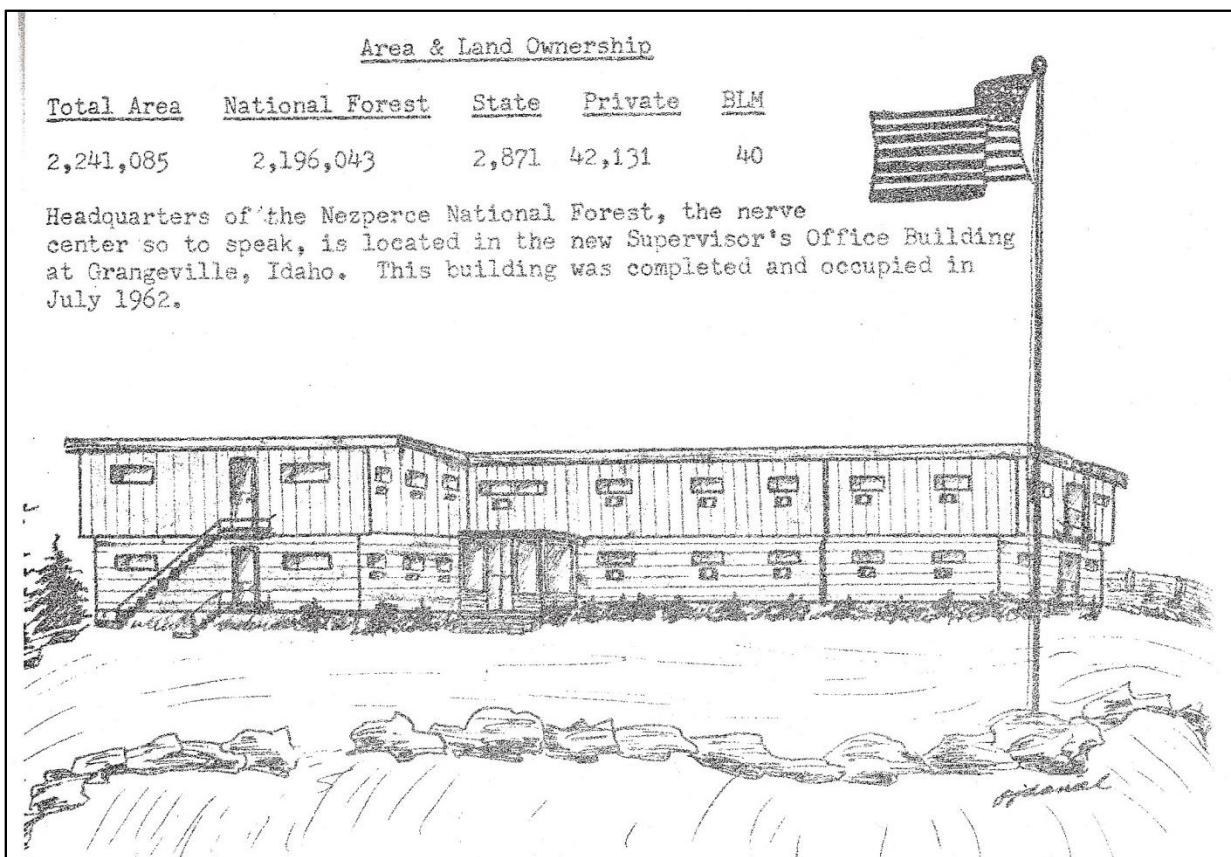 Area & Land Ownership
Total Area National Forest State Private BLM
2,241,085 2,196,043 2,871 42,131 40
Headquarters of the Nezperce National Forest, the nerve
center so to speak, is located in the new Supervisor's Office Building
at Grangeville, Idaho. This building was completed and occupied in
July 1962.